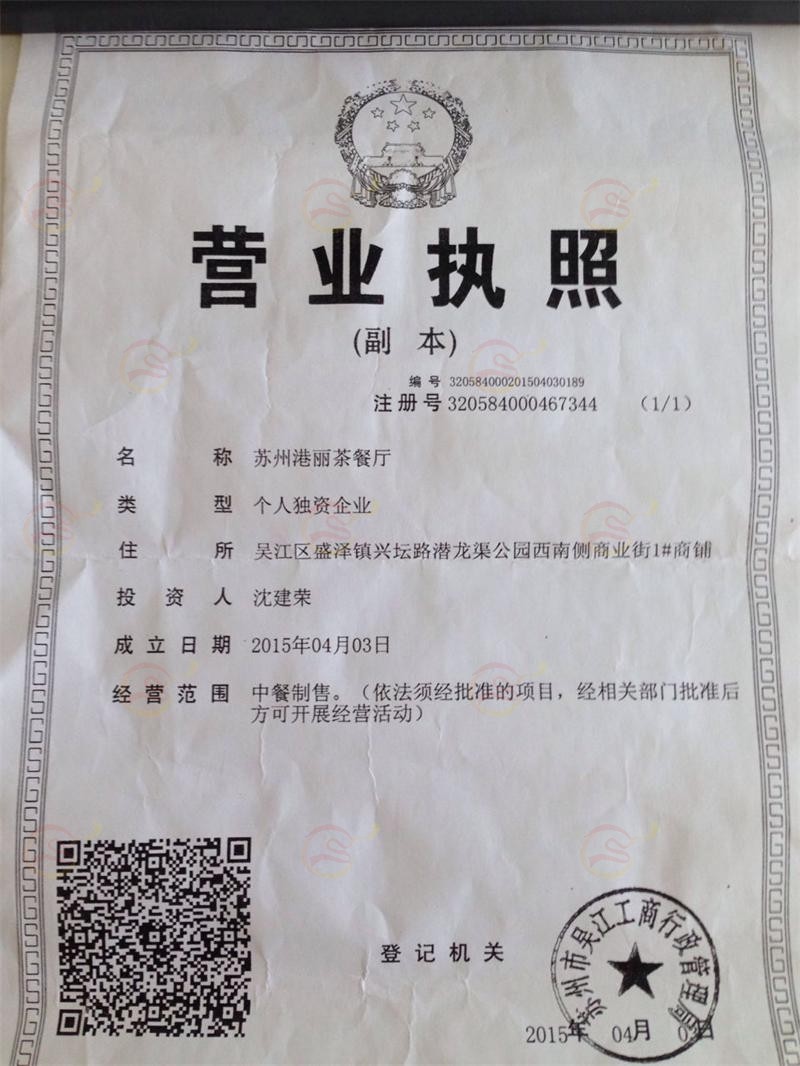 营业执照
(副 本)
编 号 320584000201504030189
注册号 320584000467344 （1/1）
名 称 苏州港丽茶餐厅
类 型 个人独资企业
住 所 吴江区盛泽镇兴坛路潜龙渠公园西南侧商业街1#商铺
投 资 人 沈建荣
成 立 日 期 2015年04月03日
经 营 范 围 中餐制售。（依法须经批准的项目，经相关部门批准后
方可开展经营活动）
登 记 机 关
苏州市吴江工商行政管理局
2015年 04月 03日